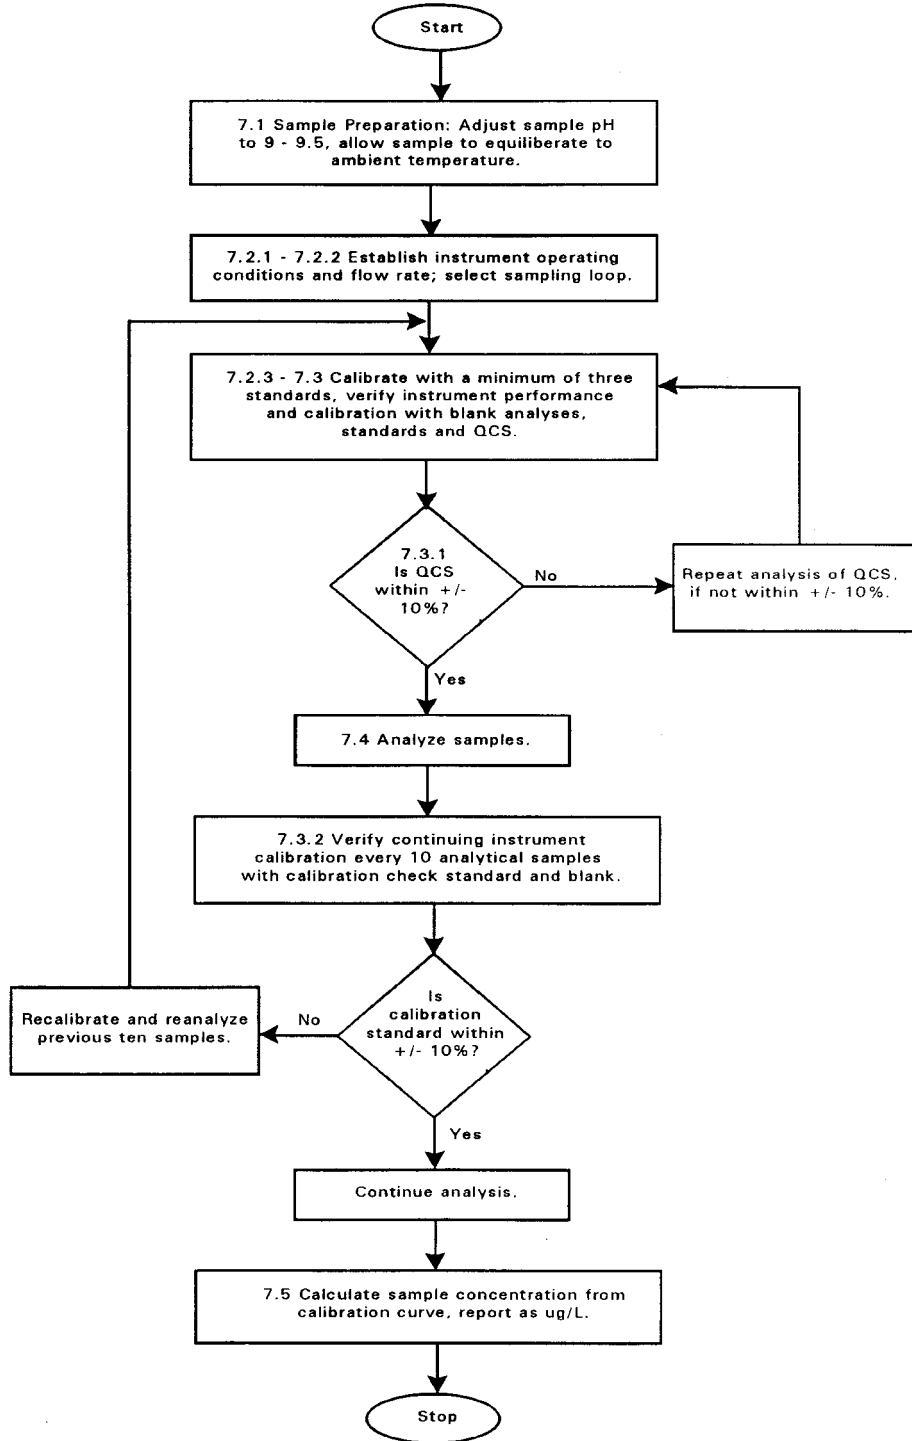 Start
7.1 Sample Preparation: Adjust sample pH
to 9 - 9.5, allow sample to equiliberate to
ambient temperature.
7.2.1 - 7.2.2 Establish instrument operating
conditions and flow rate; select sampling loop.
7.2.3 - 7.3 Calibrate with a minimum of three
standards, verify instrument performance
and calibration with blank analyses,
standards and QCS.
7.3.1
Is QCS
within +/-
10%?
No
Repeat analysis of QCS,
if not within +/- 10%.
Yes
7.4 Analyze samples.
7.3.2 Verify continuing instrument
calibration every 10 analytical samples
with calibration check standard and blank.
Is
calibration
standard within
+/- 10%?
No
Recalibrate and reanalyze
previous ten samples.
Yes
Continue analysis.
7.5 Calculate sample concentration from
calibration curve, report as ug/L.
Stop